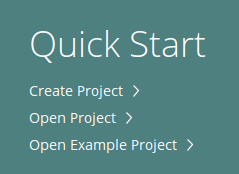 Quick Start
Create Project >
Open Project >
Open Example Project >